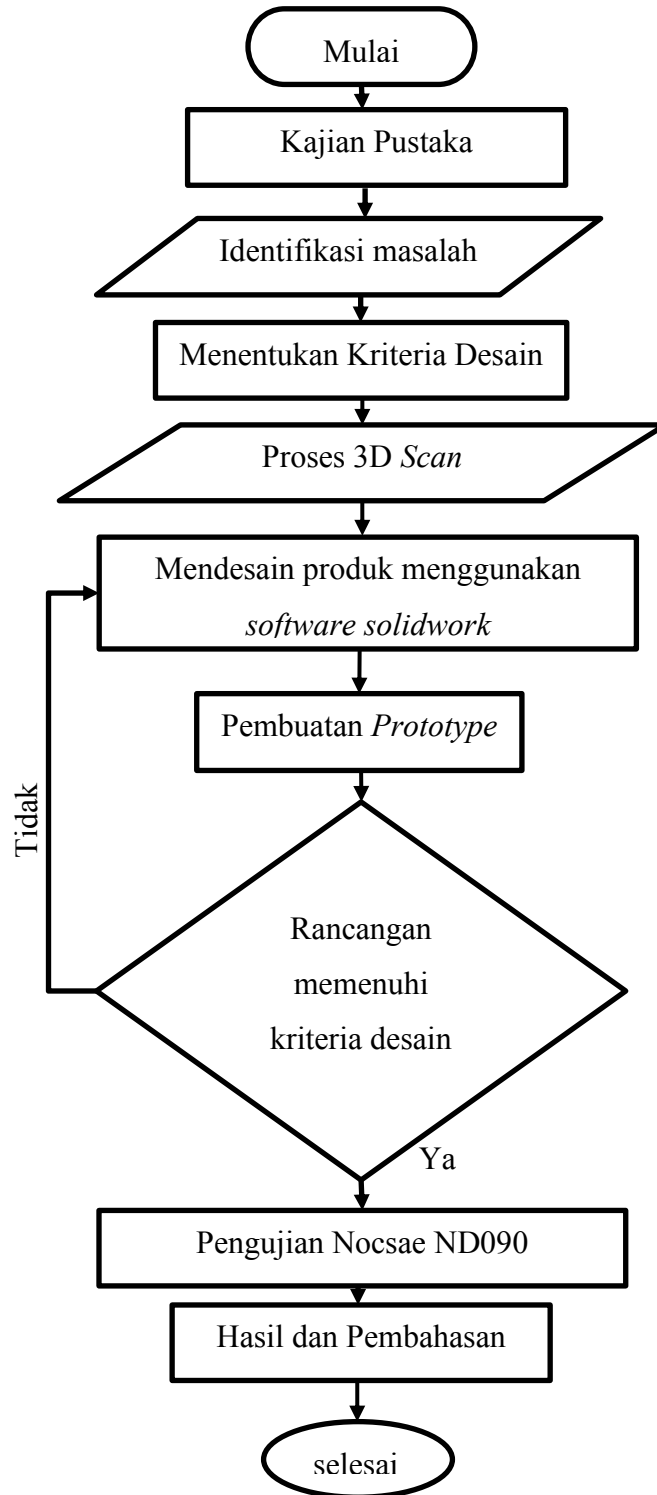 Mulai
Kajian Pustaka
Identifikasi masalah
Menentukan Kriteria Desain
Proses 3D Scan
Mendesain produk menggunakan
software solidwork
Pembuatan Prototype
Tidak
Rancangan
memenuhi
kriteria desain
Ya
Pengujian Nocsae ND090
Hasil dan Pembahasan
selesai